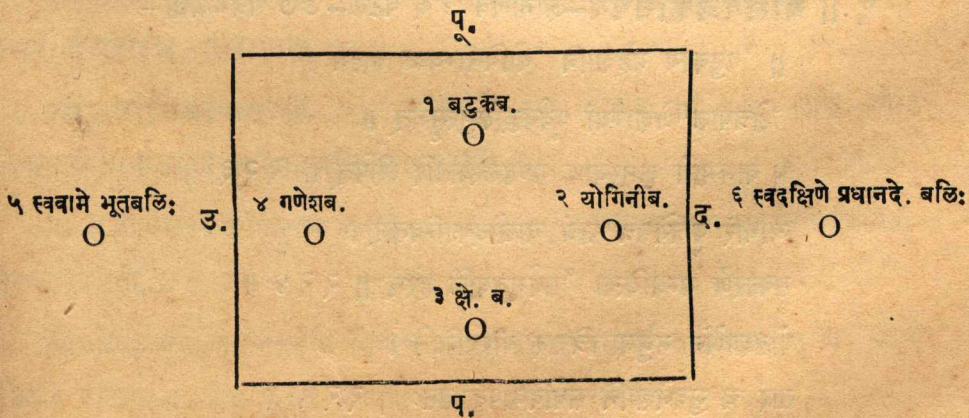 पू.
१ बटुकब.
५ स्ववामे भूतबलिः
उ.
४ गणेशब.
२ योगिनीब.
द.
६ स्वदक्षिणे प्रधानदे. बलिः
३ क्षे. ब.
प.